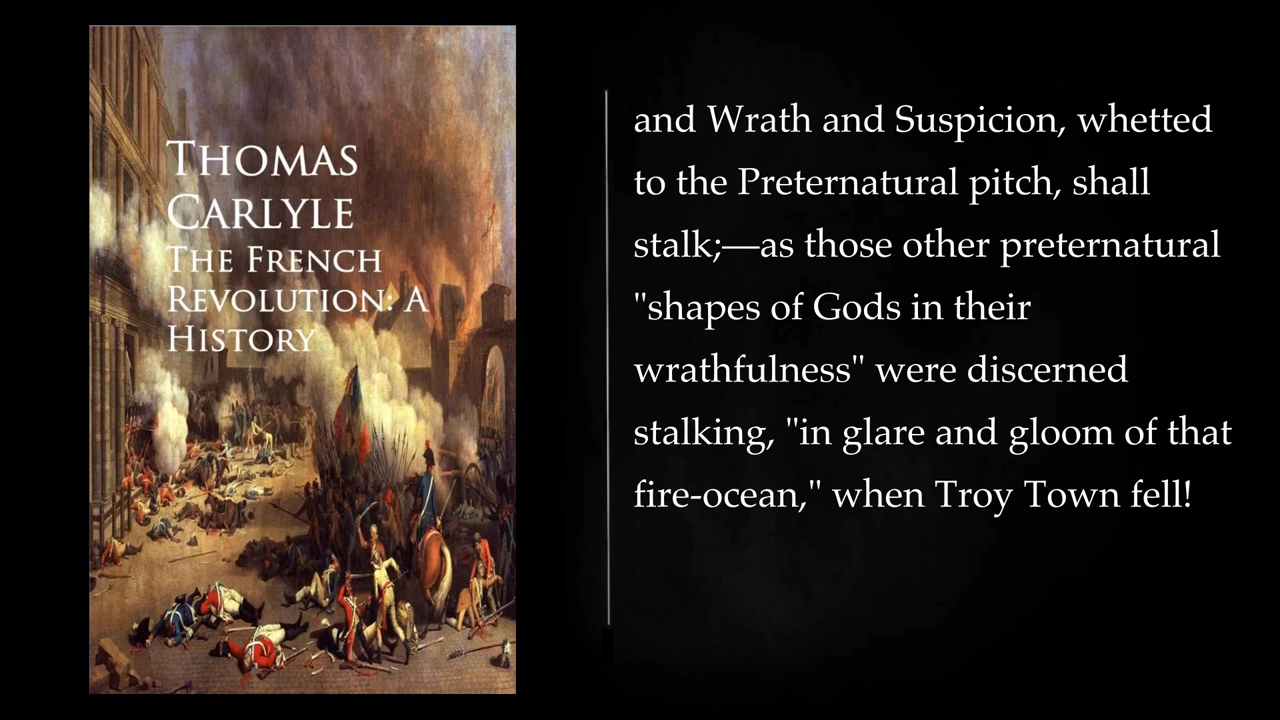 THOMAS
CARLYLE
THE FRENCH
REVOLUTION: A
HISTORY
and Wrath and Suspicion, whetted
to the Preternatural pitch, shall
stalk;—as those other preternatural
"shapes of Gods in their
wrathfulness" were discerned
stalking, "in glare and gloom of that
fire-ocean," when Troy Town fell!